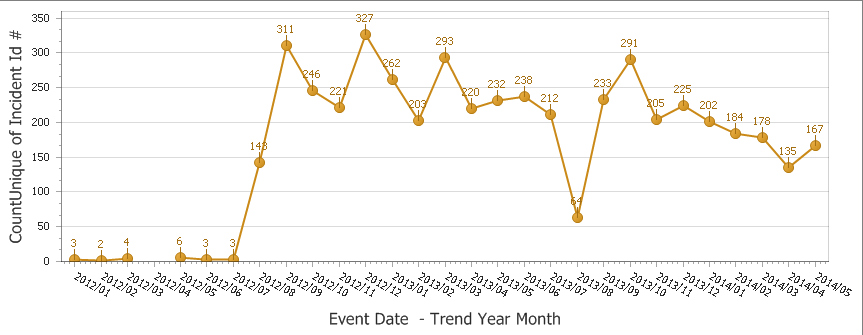 CountUnique of Incident Id #
350
300
250
200
150
100
50
0
3 2 4 6 3 3 143 311 246 221 327 262 203 293 220 232 238 212 64 233 291 205 225 202 184 178 135 167
2012/01 2012/02 2012/03 2012/04 2012/05 2012/06 2012/07 2012/08 2012/09 2012/10 2012/11 2012/12 2013/01 2013/02 2013/03 2013/04 2013/05 2013/06 2013/07 2013/08 2013/09 2013/10 2013/11 2013/12 2014/01 2014/02 2014/03 2014/04 2014/05
Event Date - Trend Year Month